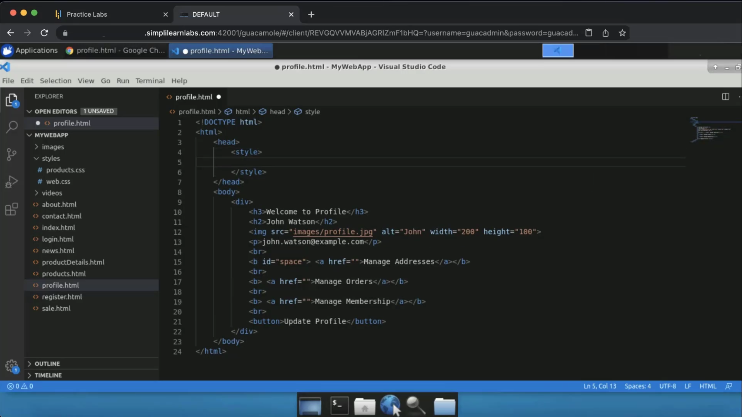 Practice Labs
DEFAULT
.simplilearnlabs.com:42001/guacamole/#/client/REVGQVVMVABjAGRIZmF1bHQ=?username=guacadmin&password=guacad...
Applications
profile.html - Google Ch...
profile.html - MyWeb...
profile.html - MyWebApp - Visual Studio Code
File Edit Selection View Go Run Terminal Help
EXPLORER
OPEN EDITORS 1 UNSAVED
profile.html
MYWEBAPP
images
styles
products.css
web.css
videos
about.html
contact.html
index.html
login.html
news.html
productDetails.html
products.html
profile.html
register.html
sale.html
OUTLINE
TIMELINE
profile.html
profile.html > html > head > style
1 <!DOCTYPE html>
2 <html>
3 <head>
4 <style>
5
6 </style>
7 </head>
8 <body>
9 <div>
10 <h3>Welcome to Profile</h3>
11 <h2>John Watson</h2>
12 <img src="images/profile.jpg" alt="John" width="200" height="100">
13 <p>john.watson@example.com</p>
14 <br>
15 <b id="space"> <a href="">Manage Addresses</a></b>
16 <br>
17 <b> <a href="">Manage Orders</a></b>
18 <br>
19 <b> <a href="">Manage Membership</a></b>
20 <br>
21 <button>Update Profile</button>
22 </div>
23 </body>
24 </html>
0 0
Ln 5, Col 13 Spaces: 4 UTF-8 LF HTML